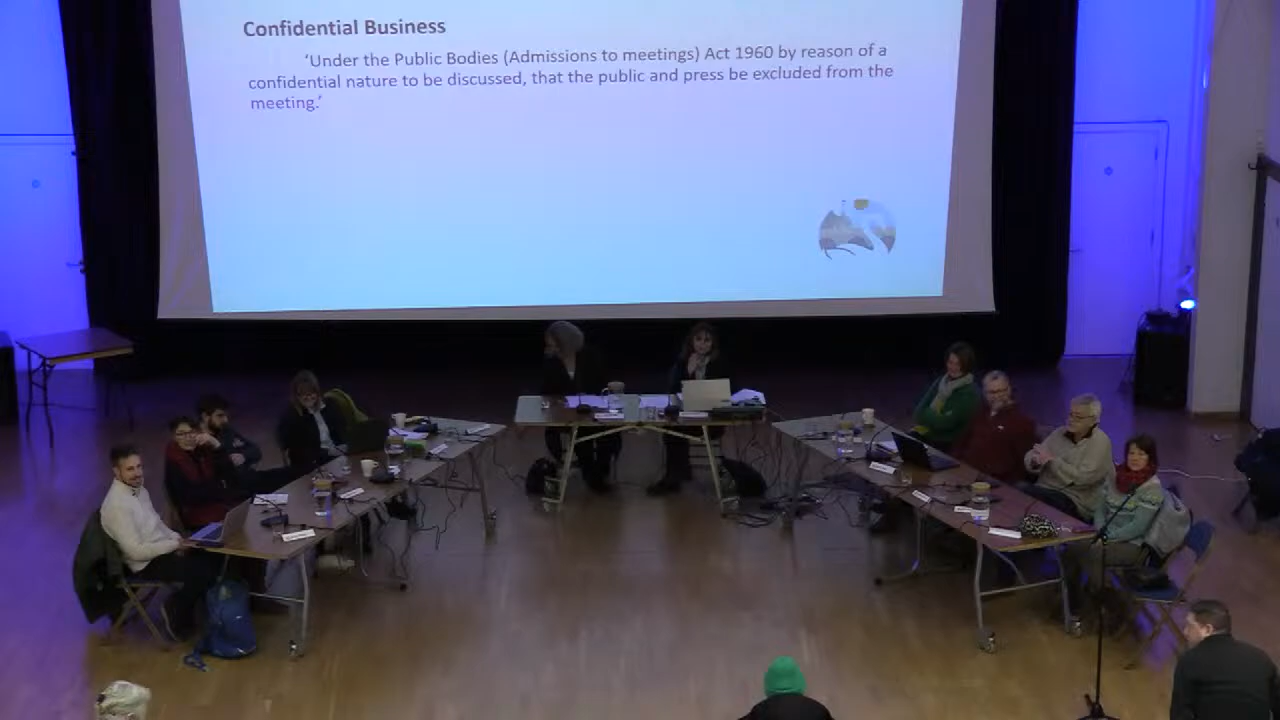 Confidential Business
‘Under the Public Bodies (Admissions to meetings) Act 1960 by reason of a
confidential nature to be discussed, that the public and press be excluded from the
meeting.’